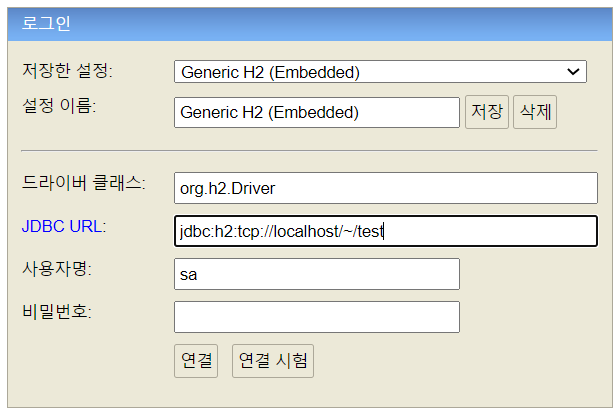 로그인
저장한 설정: Generic H2 (Embedded)
설정 이름: Generic H2 (Embedded) 저장 삭제
드라이버 클래스: org.h2.Driver
JDBC URL: jdbc:h2:tcp://localhost/~/test
사용자명: sa
비밀번호:
연결 연결 시험